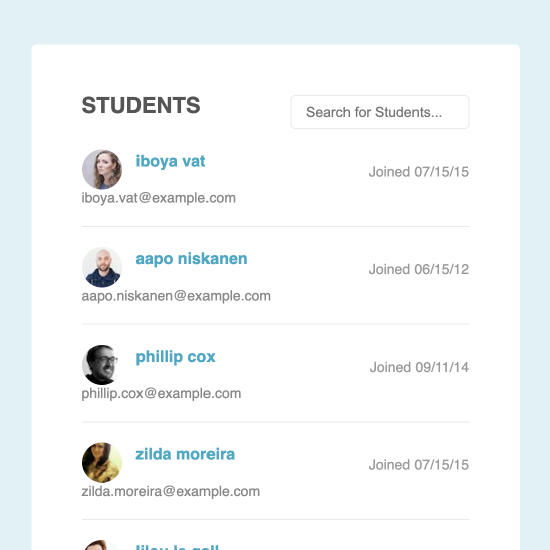 STUDENTS
Search for Students...
iboya vat
Joined 07/15/15
iboya.vat@example.com
aapo niskanen
Joined 06/15/12
aapo.niskanen@example.com
phillip cox
Joined 09/11/14
phillip.cox@example.com
zilda moreira
Joined 07/15/15
zilda.moreira@example.com